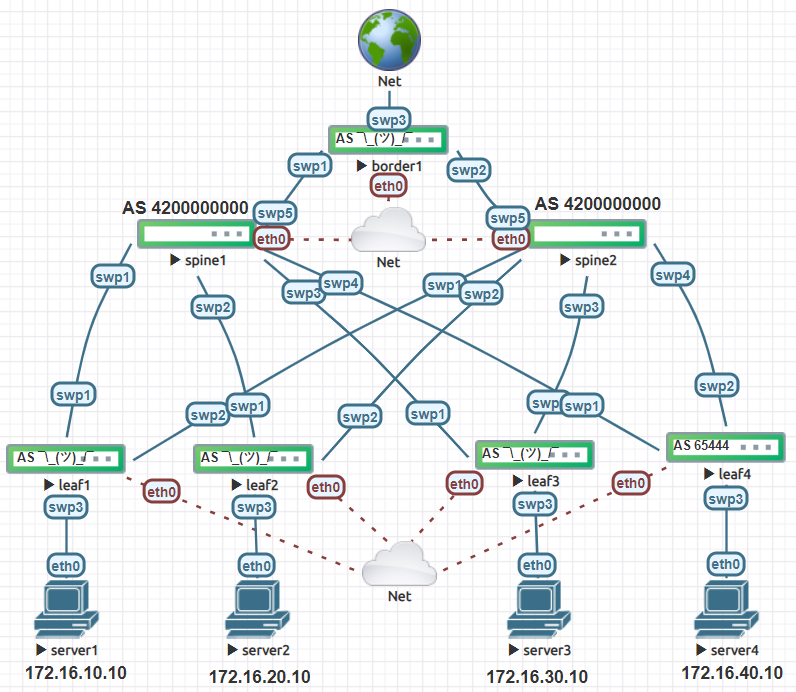 Net
swp3
AS ¯\_(ツ)_/¯
border1
swp1
swp2
eth0
AS 4200000000
AS 4200000000
swp5
swp5
eth0
eth0
Net
spine1
spine2
swp1
swp2
swp3
swp4
swp1
swp2
swp3
swp4
swp1
swp2
swp1
swp2
swp1
swp
swp1
swp2
AS ¯\_(ツ)_/¯
AS ¯\_(ツ)_/¯
AS ¯\_(ツ)_/¯
AS 65444
leaf1
leaf2
leaf3
leaf4
eth0
eth0
eth0
eth0
swp3
swp3
swp3
swp3
Net
eth0
eth0
eth0
eth0
server1
server2
server3
server4
172.16.10.10
172.16.20.10
172.16.30.10
172.16.40.10